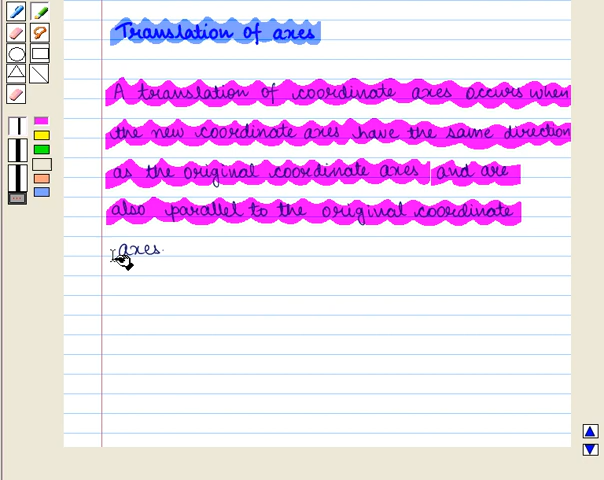 Translation of axes
A translation of coordinate axes occurs when
the new coordinate axes have the same direction
as the original coordinate axes and are
also parallel to the original coordinate
axes.